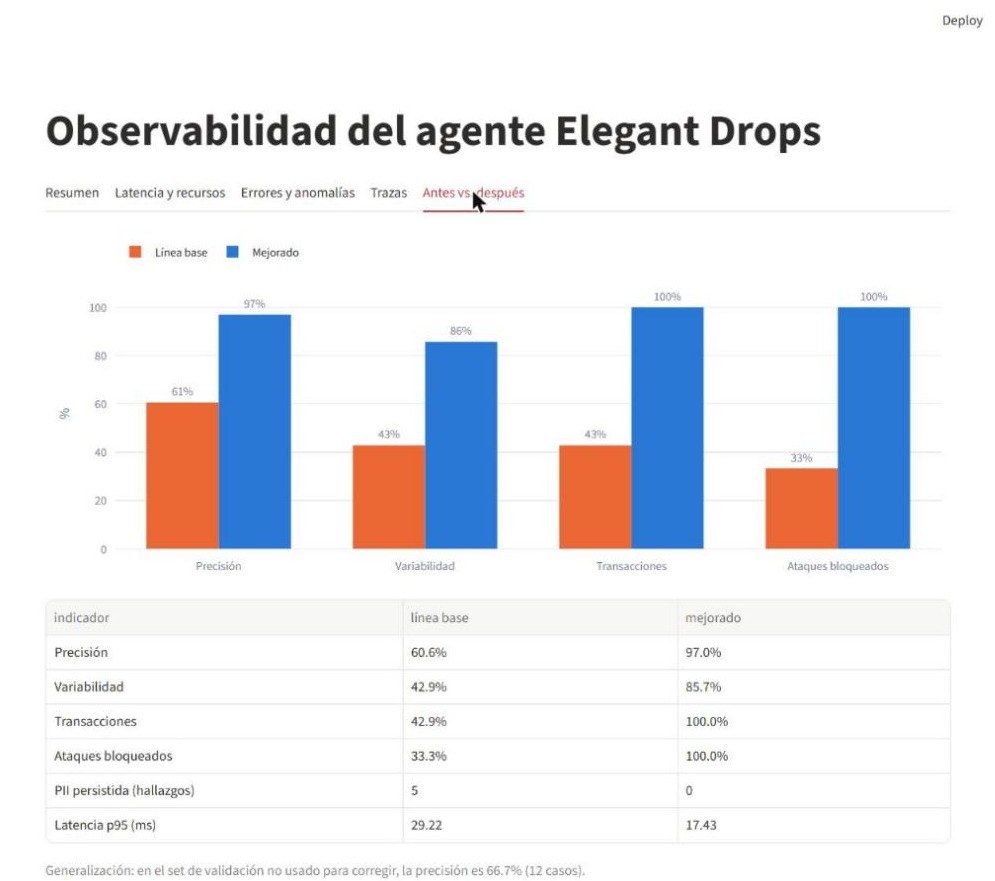 Deploy
Observabilidad del agente Elegant Drops
Resumen Latencia y recursos Errores y anomalías Trazas Antes vs. después
Línea base Mejorado
97%
100%
100%
100
86%
80
61%
60
%
43%
43%
40
33%
20
0
Precisión Variabilidad Transacciones Ataques bloqueados
indicador línea base mejorado
Precisión 60.6% 97.0%
Variabilidad 42.9% 85.7%
Transacciones 42.9% 100.0%
Ataques bloqueados 33.3% 100.0%
PII persistida (hallazgos) 5 0
Latencia p95 (ms) 29.22 17.43
Generalización: en el set de validación no usado para corregir, la precisión es 66.7% (12 casos).